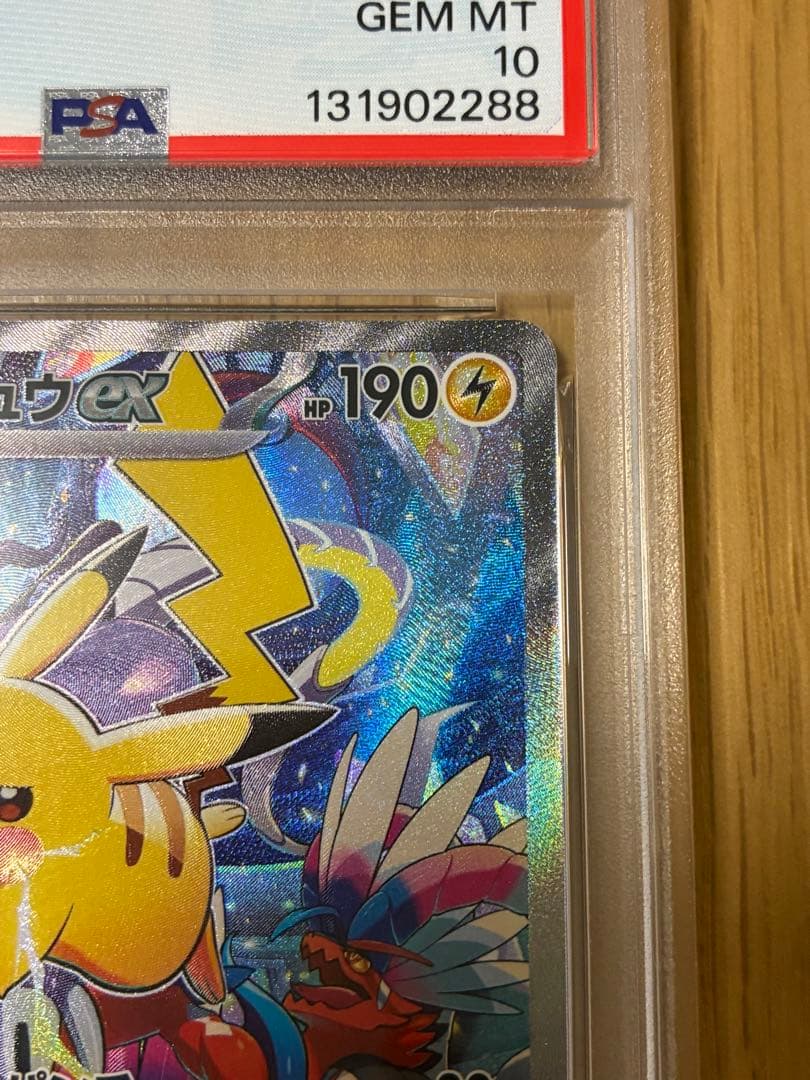 GEM MT
10
PSA
131902288
ュウex HP 190